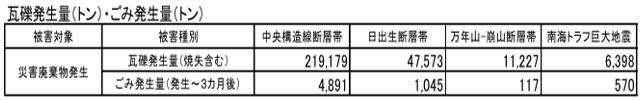 瓦礫発生量(トン)・ごみ発生量(トン)
被害対象 被害種別 中央構造線断層帯 日出生断層帯 万年山-崩山断層帯 南海トラフ巨大地震
災害廃棄物発生 瓦礫発生量(焼失含む) 219,179 47,573 11,227 6,398
ごみ発生量(発生～3カ月後) 4,891 1,045 117 570